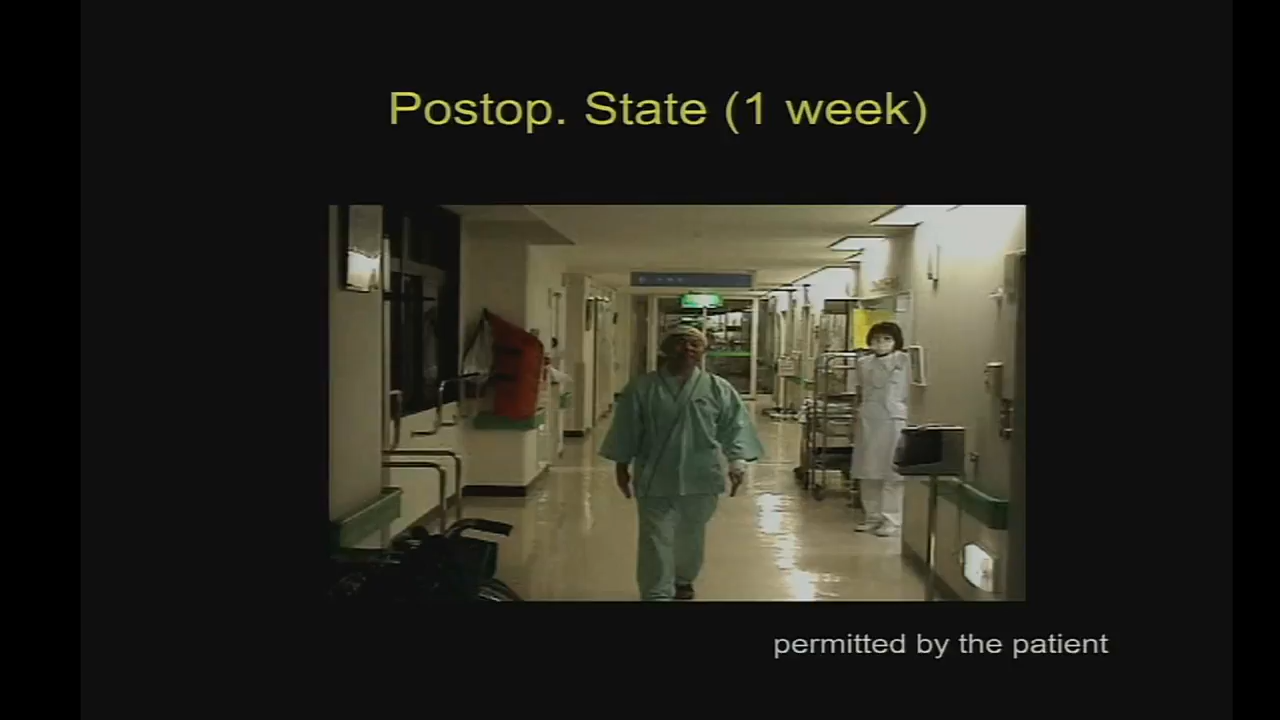 Postop. State (1 week)
permitted by the patient